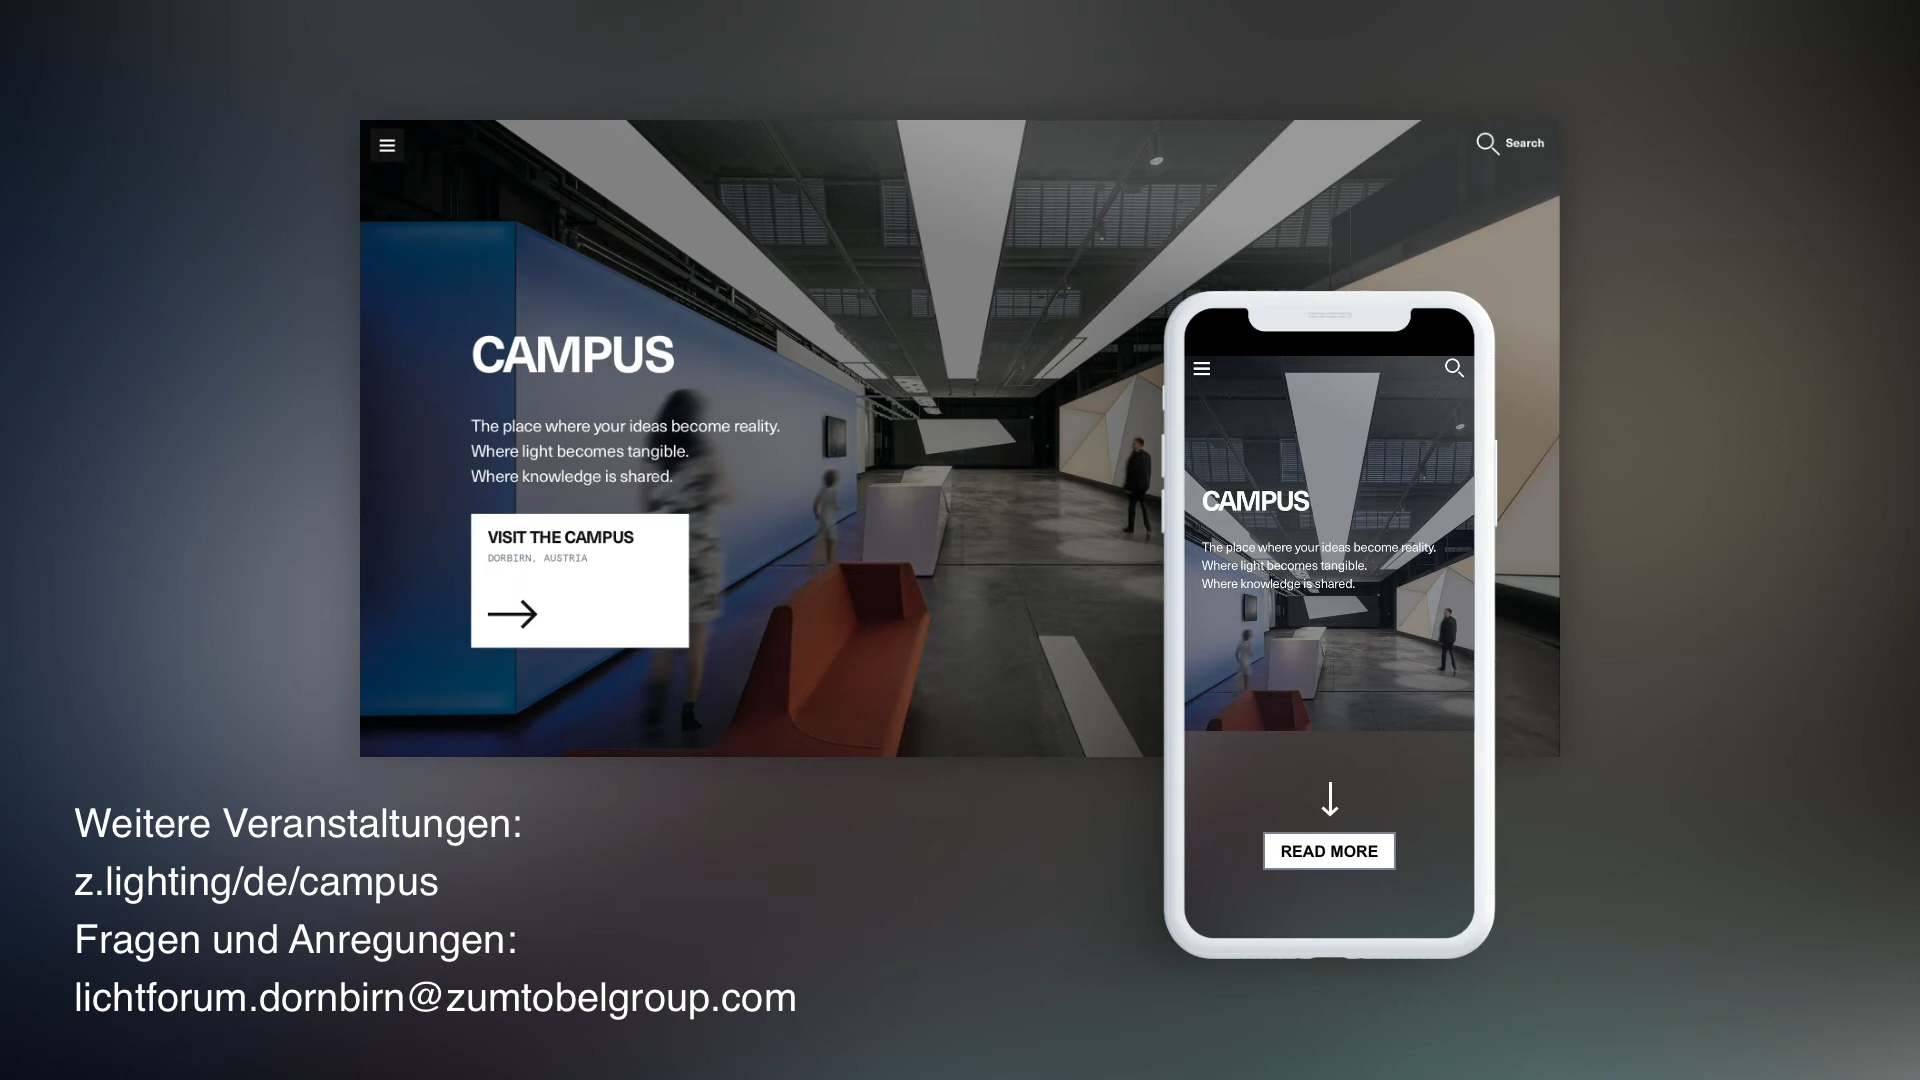 Search
CAMPUS
The place where your ideas become reality.
Where light becomes tangible.
Where knowledge is shared.
VISIT THE CAMPUS
DORBIRN, AUSTRIA
CAMPUS
The place where your ideas become reality.
Where light becomes tangible.
Where knowledge is shared.
READ MORE
Weitere Veranstaltungen:
z.lighting/de/campus
Fragen und Anregungen:
lichtforum.dornbirn@zumtobelgroup.com